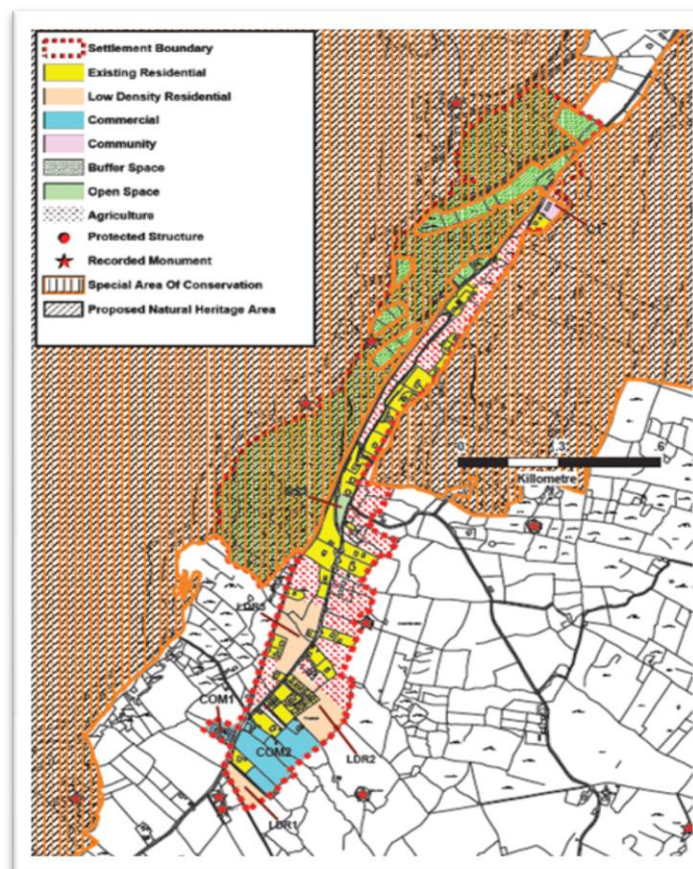 Settlement Boundary
Existing Residential
Low Density Residential
Commercial
Community
Buffer Space
Open Space
Agriculture
Protected Structure
Recorded Monument
Special Area Of Conservation
Proposed Natural Heritage Area
C1
0 .3 .6
Killometre
LDR3
COM1
COM2
LDR2
LDR1